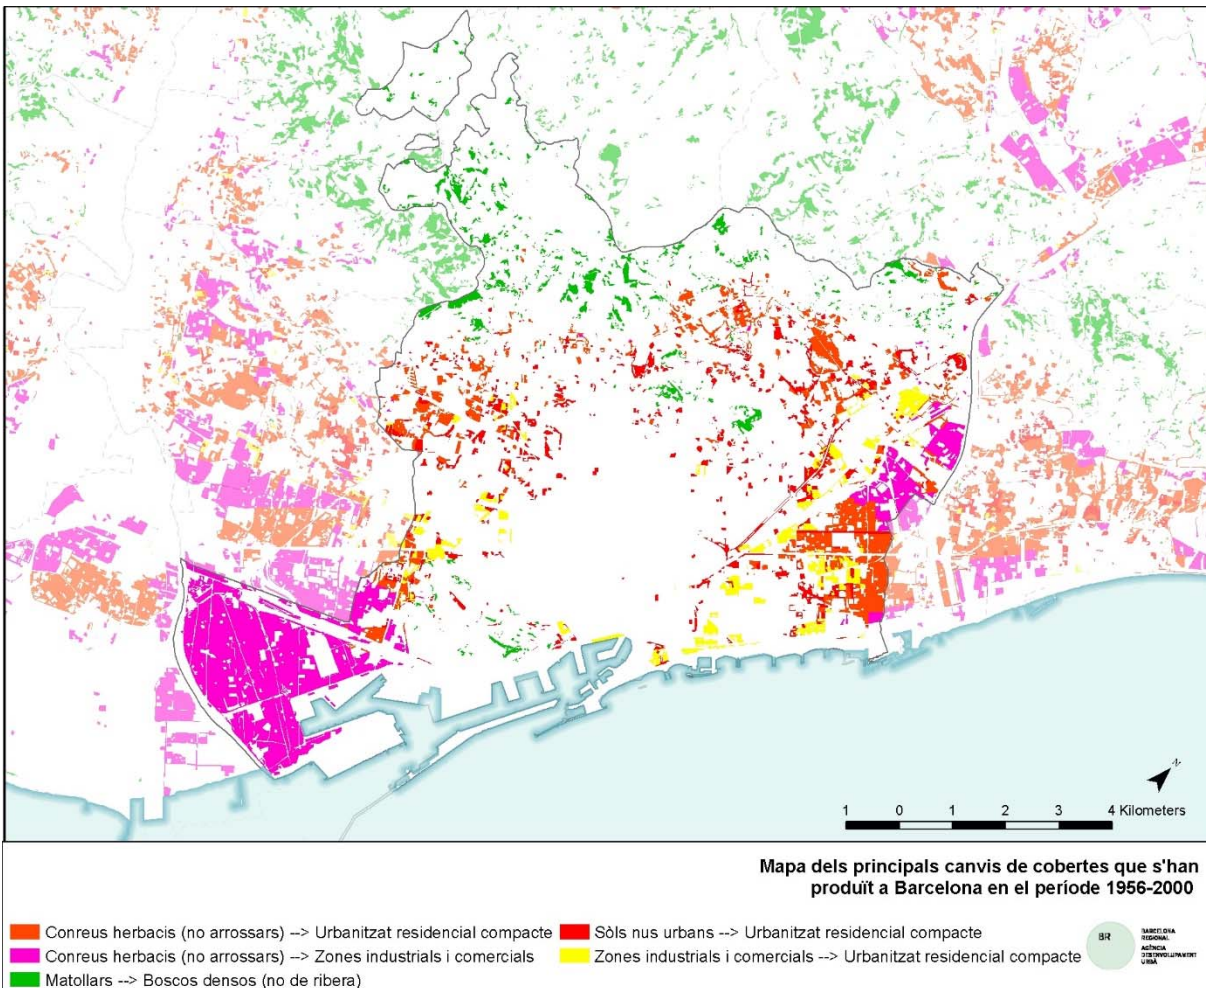 N
1 0 1 2 3 4 Kilometers
Mapa dels principals canvis de cobertes que s'han
produït a Barcelona en el període 1956-2000
Conreus herbacis (no arrossars) --> Urbanitzat residencial compacte
Conreus herbacis (no arrossars) --> Zones industrials i comercials
Matollars --> Boscos densos (no de ribera)
Sòls nus urbans --> Urbanitzat residencial compacte
Zones industrials i comercials --> Urbanitzat residencial compacte
BR
BARCELONA
REGIONAL
AGÈNCIA
DESENVOLUPAMENT
URBÀ